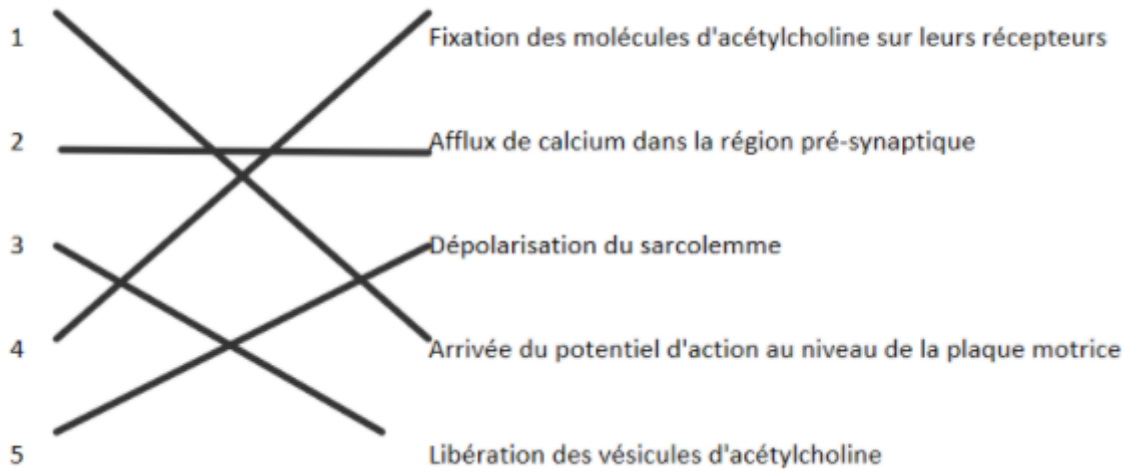 1 Fixation des molécules d'acétylcholine sur leurs récepteurs
2 Afflux de calcium dans la région pré-synaptique
3 Dépolarisation du sarcolemme
4 Arrivée du potentiel d'action au niveau de la plaque motrice
5 Libération des vésicules d'acétylcholine